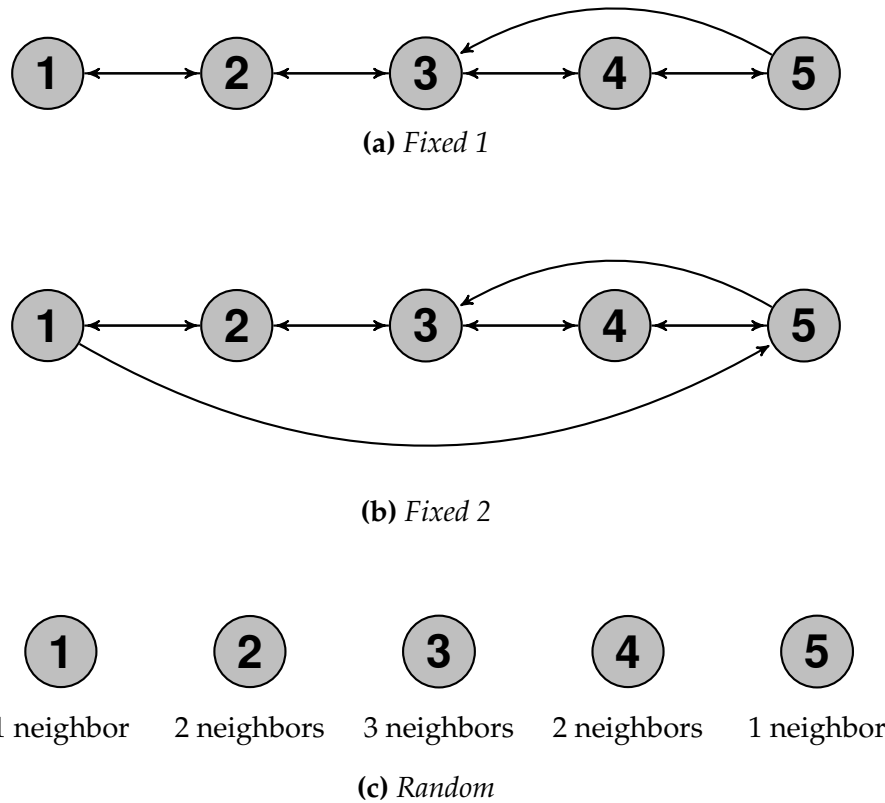 1 2 3 4 5
(a) Fixed 1
1 2 3 4 5
(b) Fixed 2
1 2 3 4 5
1 neighbor 2 neighbors 3 neighbors 2 neighbors 1 neighbor
(c) Random